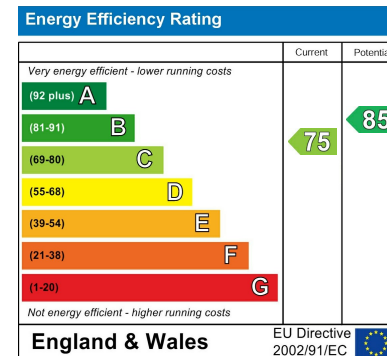 Energy Efficiency Rating
Current Potentia
Very energy efficient - lower running costs
(92 plus) A
(81-91) B
(69-80) C
(55-68) D
(39-54) E
(21-38) F
(1-20) G
75
85
Not energy efficient - higher running costs
England & Wales
EU Directive
2002/91/EC